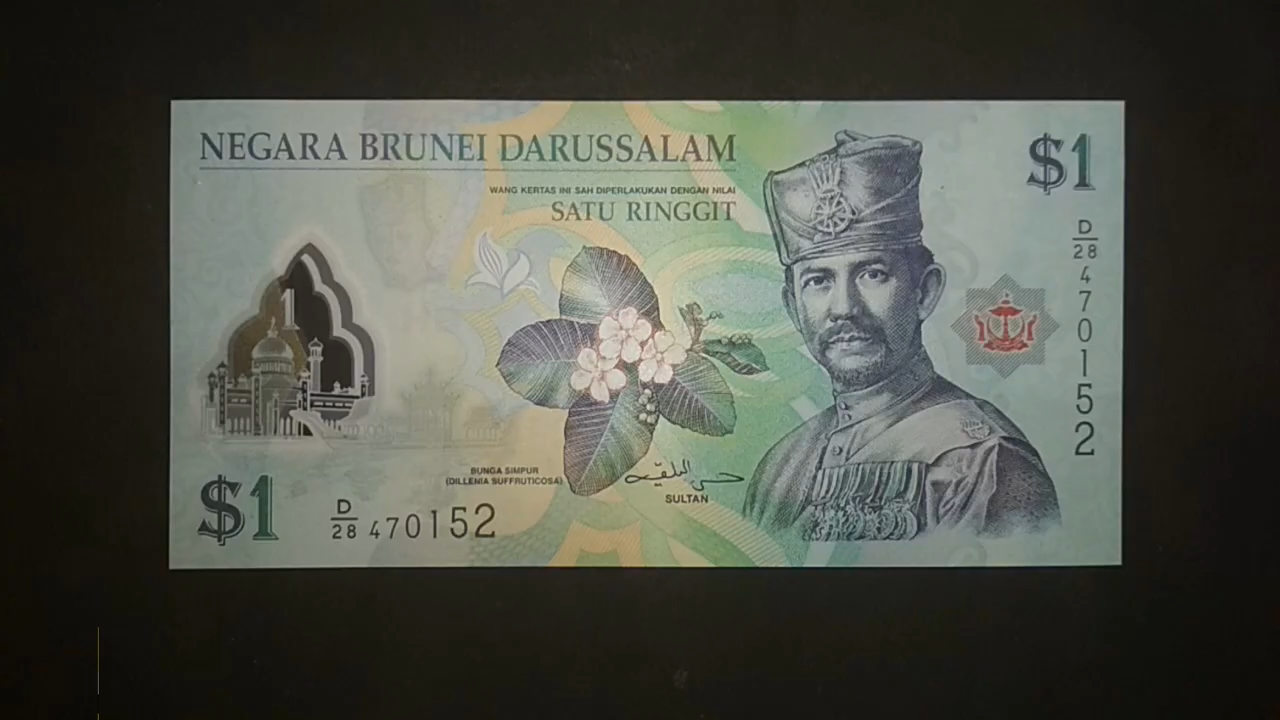 NEGARA BRUNEI DARUSSALAM
$1
WANG KERTAS INI SAH DIPERLAKUKAN DENGAN NILAI
SATU RINGGIT
D/28 470152
1
BUNGA SIMPUR
(DILLENIA SUFFRUTICOSA)
SULTAN
$1
D/28 470152